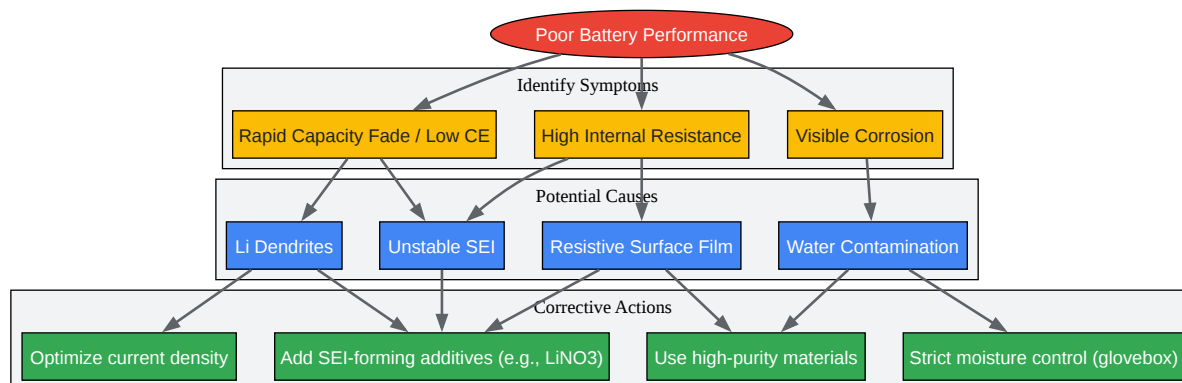 Poor Battery Performance
Identify Symptoms
Rapid Capacity Fade / Low CE
High Internal Resistance
Visible Corrosion
Potential Causes
Li Dendrites
Unstable SEI
Resistive Surface Film
Water Contamination
Corrective Actions
Optimize current density
Add SEI-forming additives (e.g., LiNO3)
Use high-purity materials
Strict moisture control (glovebox)